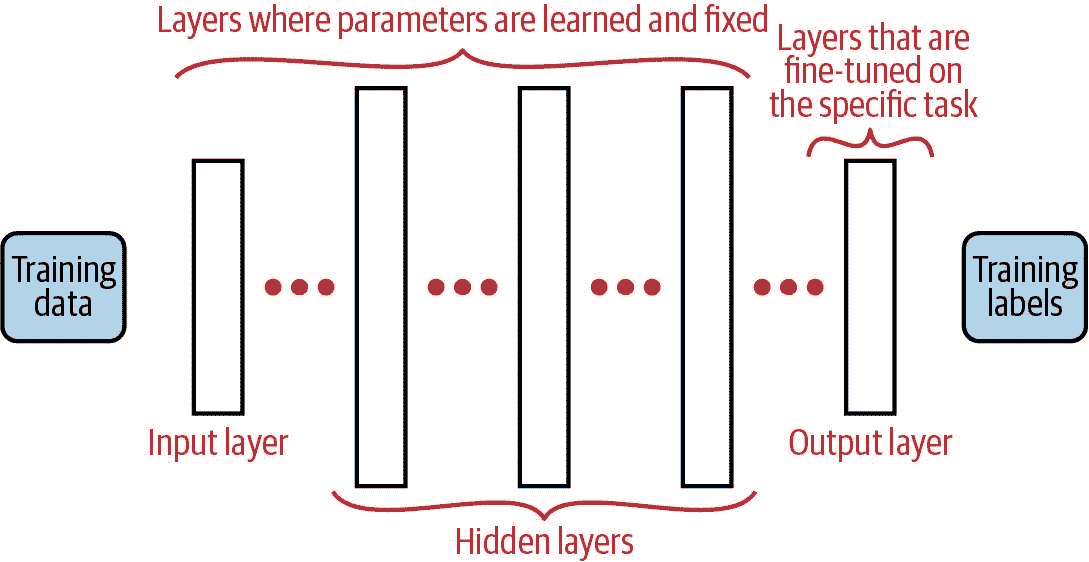 Layers where parameters are learned and fixed
Layers that are
fine-tuned on
the specific task
Training
data
Training
labels
Input layer
Output layer
Hidden layers